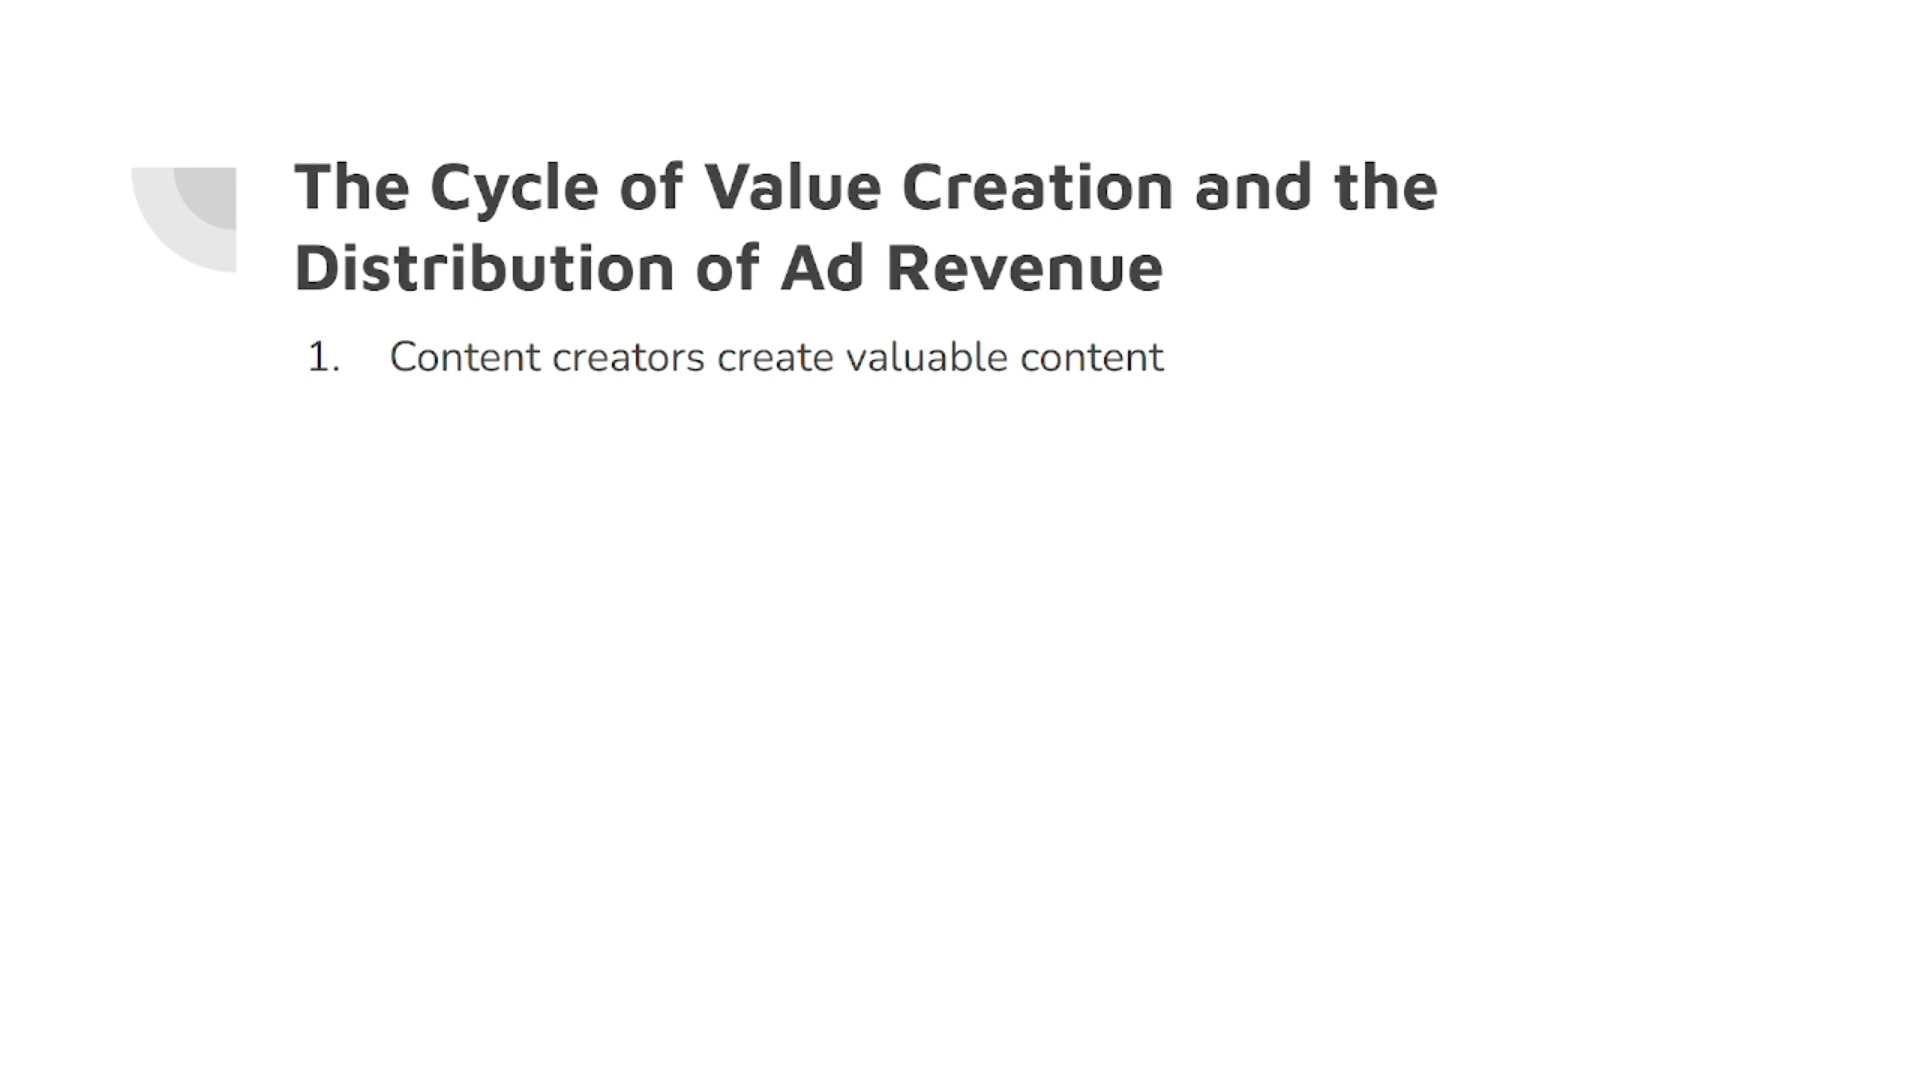 The Cycle of Value Creation and the
Distribution of Ad Revenue
1. Content creators create valuable content